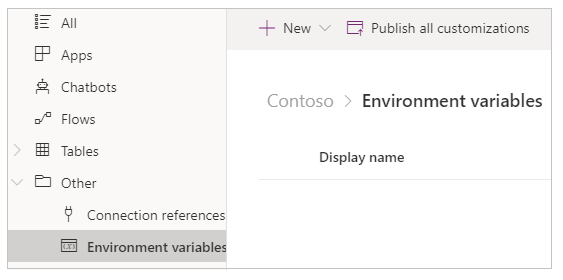 All
Apps
Chatbots
Flows
Tables
Other
Connection references
Environment variables
New
Publish all customizations
Contoso > Environment variables
Display name